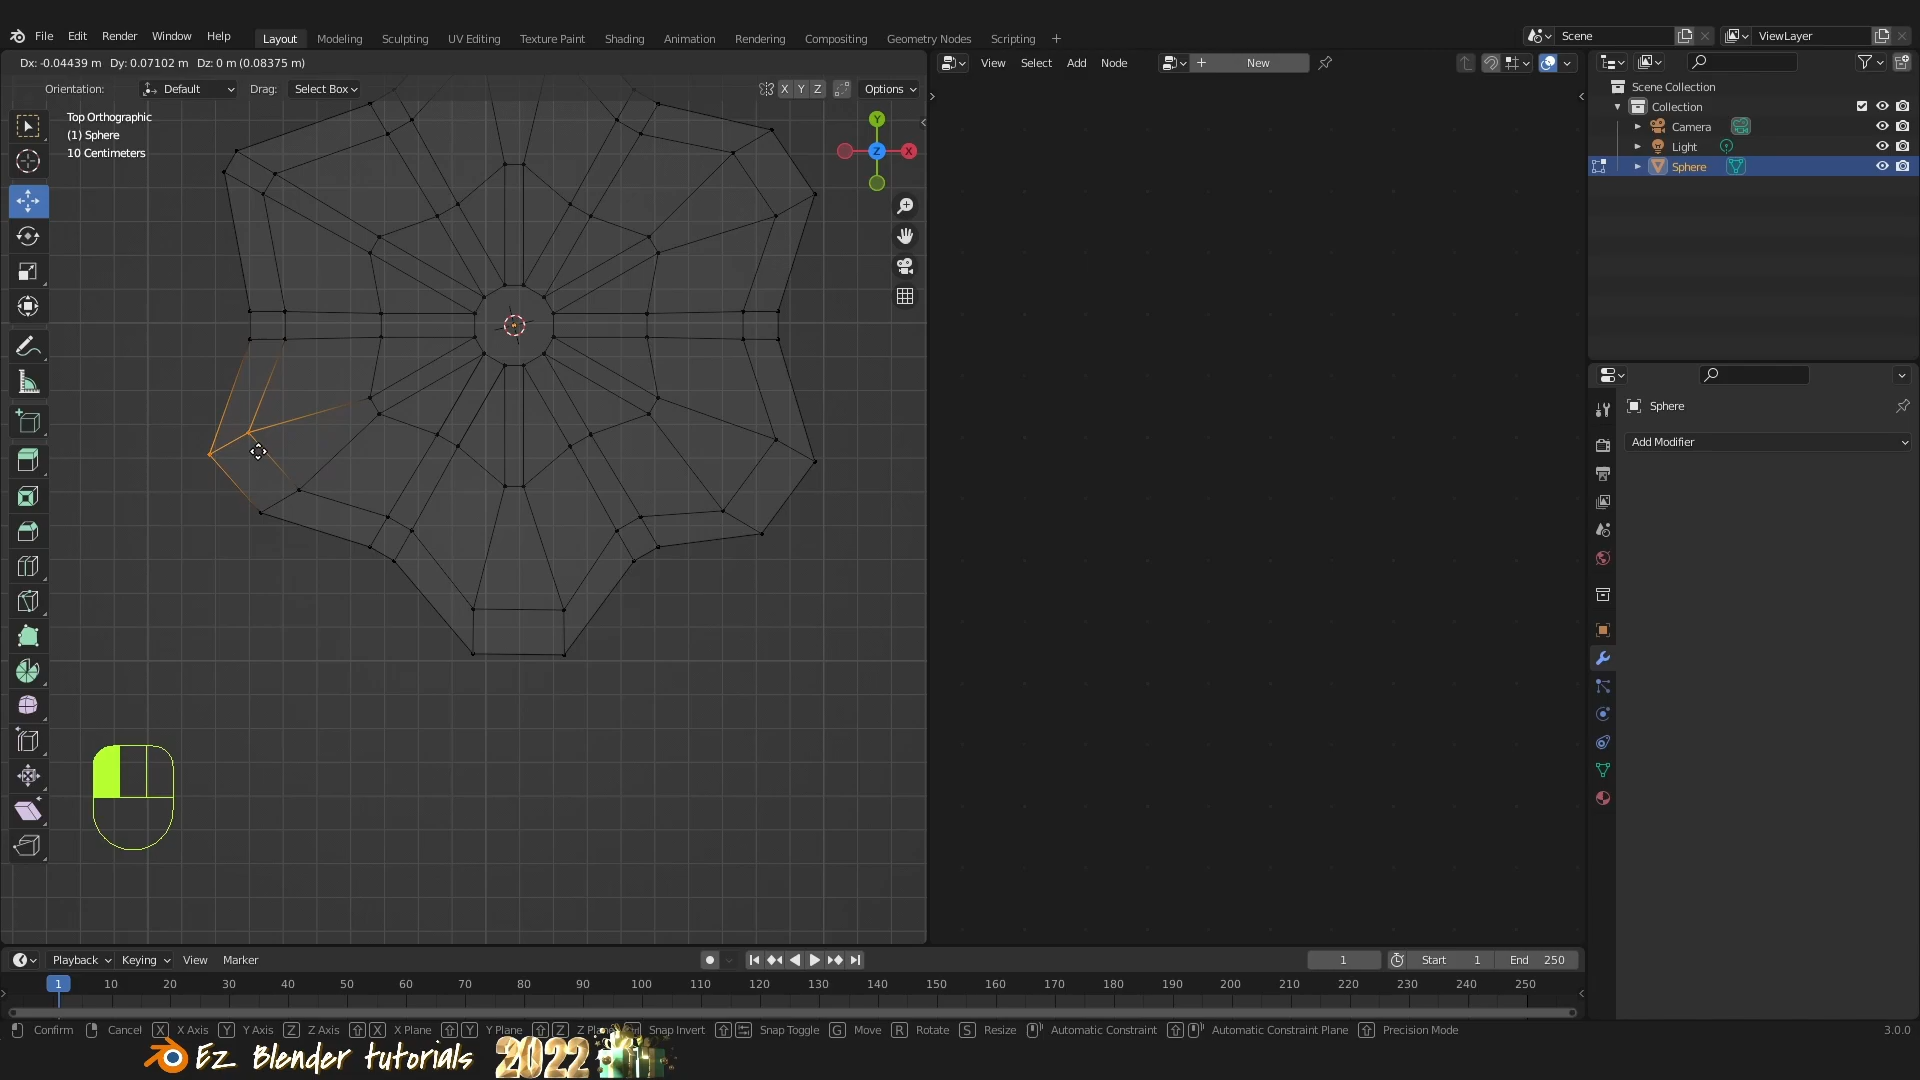 File Edit Render Window Help Layout Modeling Sculpting UV Editing Texture Paint Shading Animation Rendering Compositing Geometry Nodes Scripting + Scene ViewLayer
Dx: -0.04439 m Dy: 0.07102 m Dz: 0 m (0.08375 m) View Select Add Node New
Orientation: Default Drag: Select Box X Y Z Options Scene Collection
Collection
Top Orthographic
(1) Sphere
10 Centimeters
Y
Z X
Camera
Light
Sphere
Sphere
Add Modifier
Playback Keying View Marker 1 Start 1 End 250
1 10 20 30 40 50 60 70 80 90 100 110 120 130 140 150 160 170 180 190 200 210 220 230 240 250
Confirm Cancel X X Axis Y Y Axis Z Z Axis X X Plane Y Y Plane Z Z Snap Invert Snap Toggle G Move R Rotate S Resize Automatic Constraint Automatic Constraint Plane Precision Mode 3.0.0
Ez Blender tutorials 2022